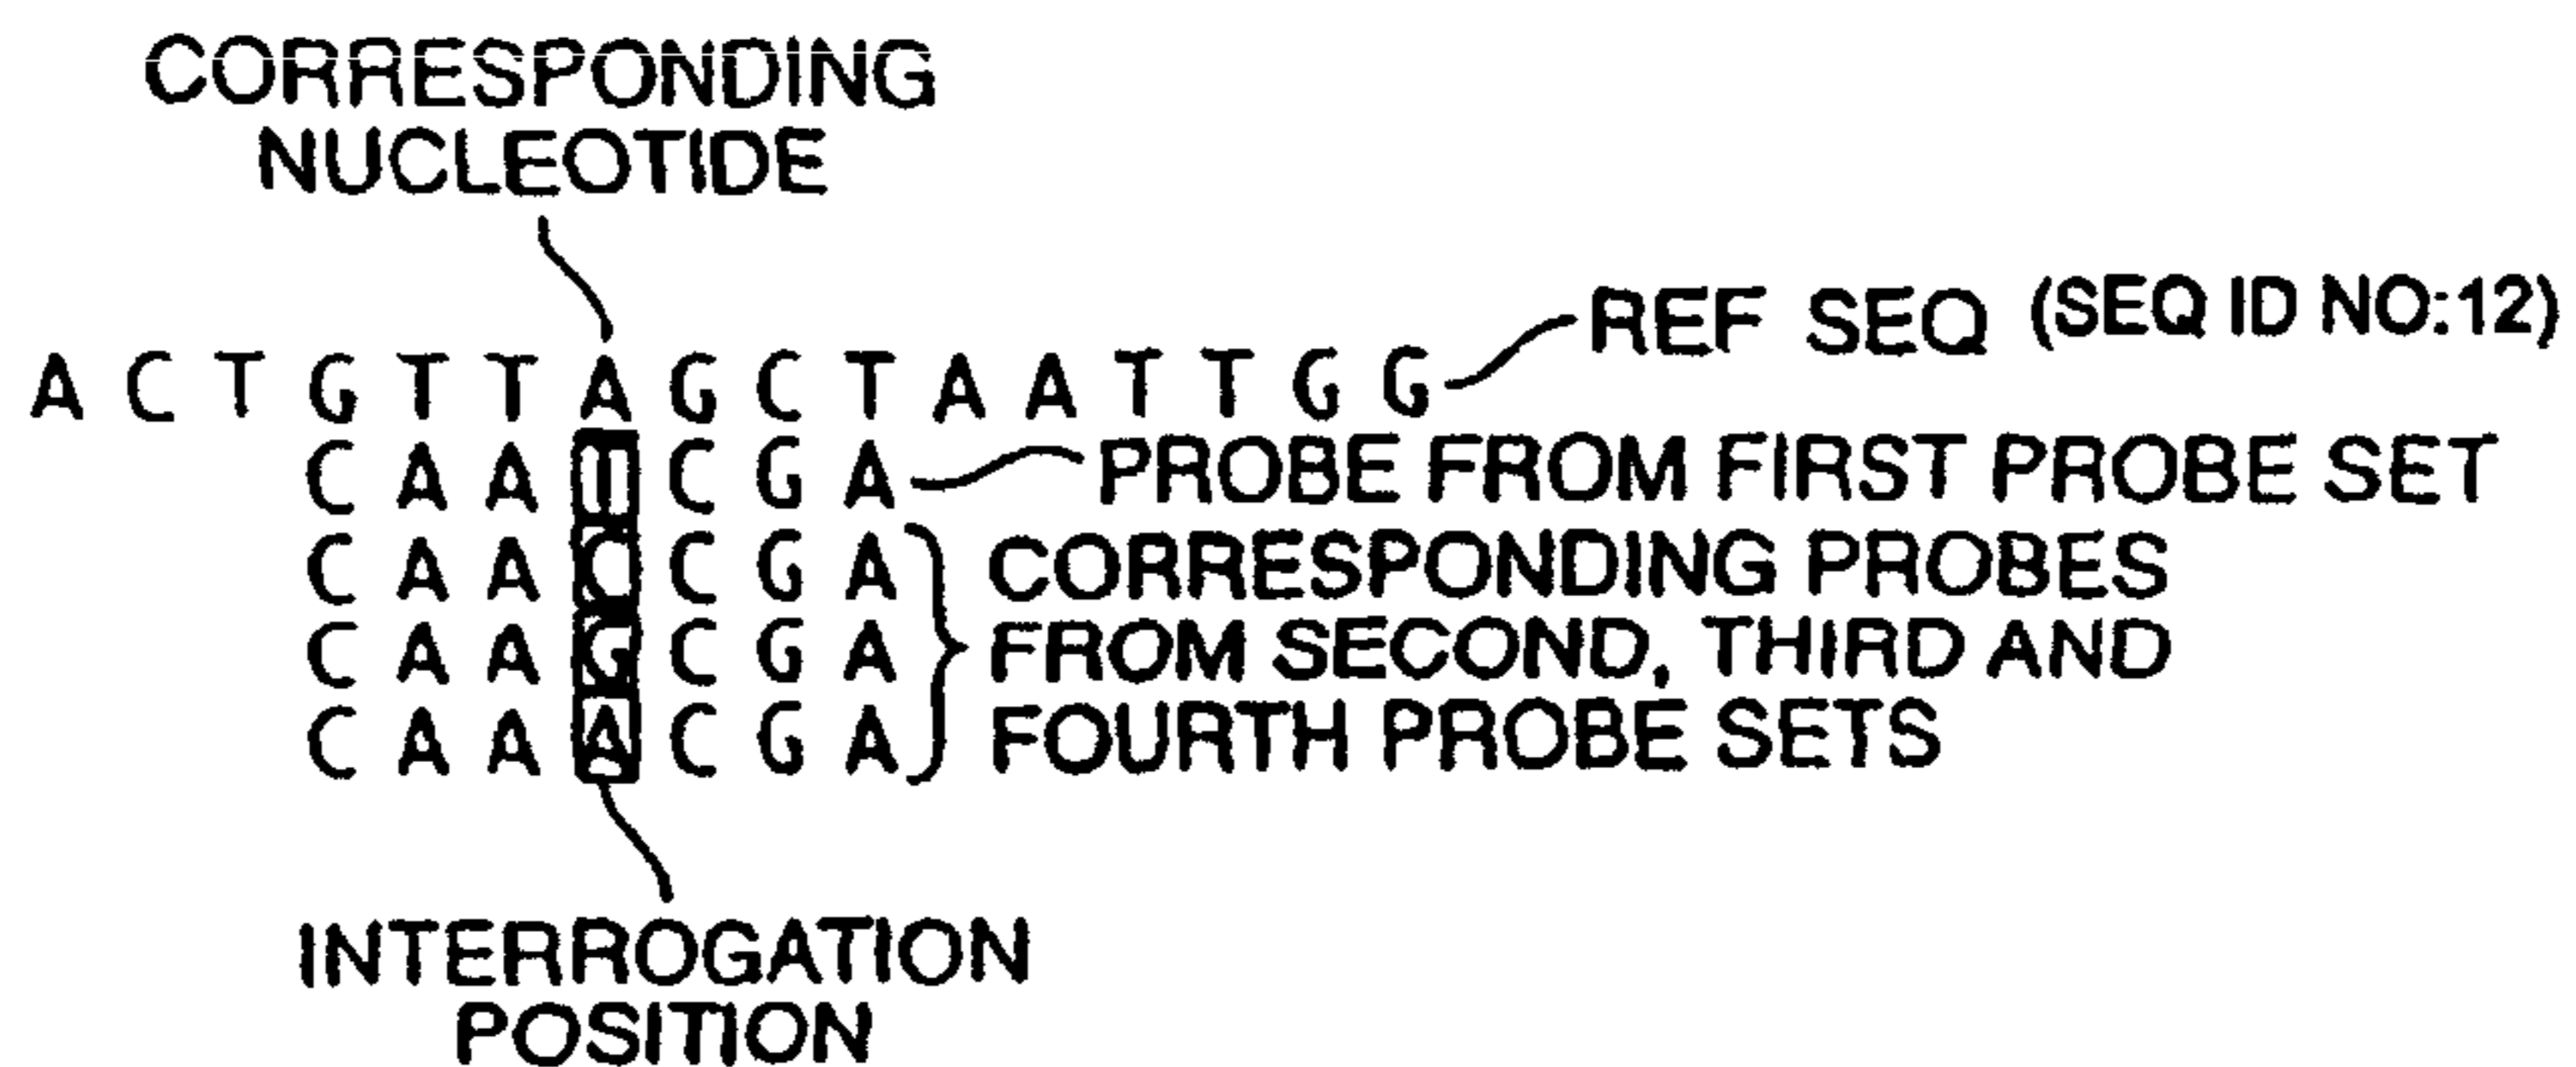 CORRESPONDING
NUCLEOTIDE
REF SEQ (SEQ ID NO:12)
A C T G T T A G C T A A T T G G
C A A T C G A PROBE FROM FIRST PROBE SET
C A A C C G A CORRESPONDING PROBES
C A A G C G A FROM SECOND, THIRD AND
C A A A C G A FOURTH PROBE SETS
INTERROGATION
POSITION